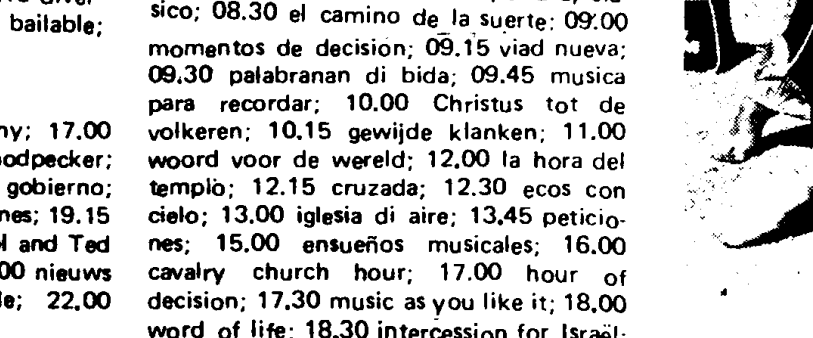 bailable;
ny; 17.00
odpecker;
gobierno;
nes; 19.15
and Ted
00 nieuws
e; 22.00
sico; 08.30 el camino de la suerte: 09.00
momentos de decision; 09.15 viad nueva;
09.30 palabranan di bida; 09.45 musica
para recordar; 10.00 Christus tot de
volkeren; 10.15 gewijde klanken; 11.00
woord voor de wereld; 12.00 la hora del
templo; 12.15 cruzada; 12.30 ecos con
cielo; 13.00 iglesia di aire; 13.45 peticio-
nes; 15.00 ensueños musicales; 16.00
cavalry church hour; 17.00 hour of
decision; 17.30 music as you like it; 18.00
word of life; 18.30 intercession for Israël;